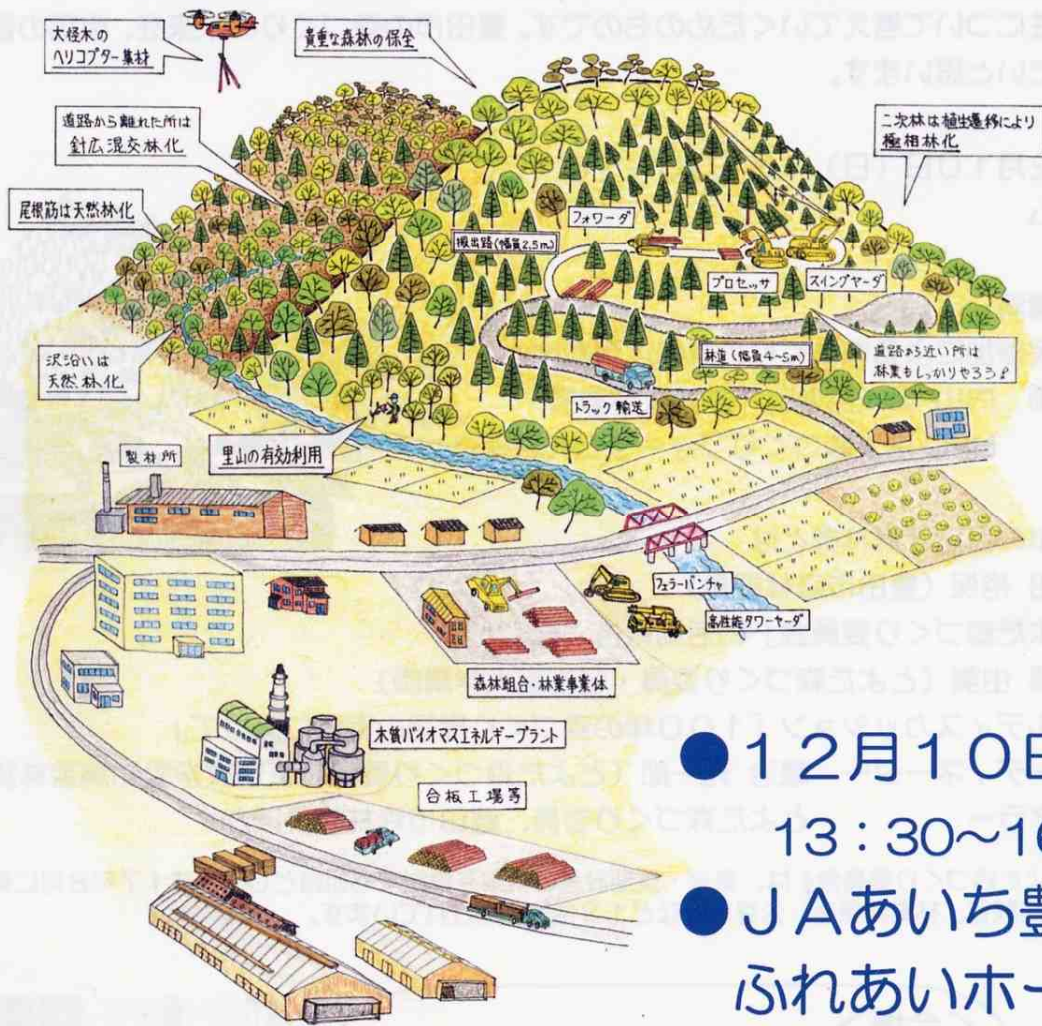 大径木の
ヘリコプター集材
貴重な森林の保全
道路から離れた所は
針広混交林化
二次林は植生遷移により
極相林化
尾根筋は天然林化
フォワーダ
搬出路(幅員2.5m)
プロセッサ
スイングヤーダ
沢沿いは
天然林化
林道(幅員4~5m)
道路から近い所は
林業もしっかりやろう!
トラック輸送
里山の有効利用
製材所
フェラーバンチャ
高性能タワーヤーダ
森林組合・林業事業体
木質バイオマスエネルギープラント
合板工場等
●12月10日
13:30~16
●JAあいち豊
ふれあいホー